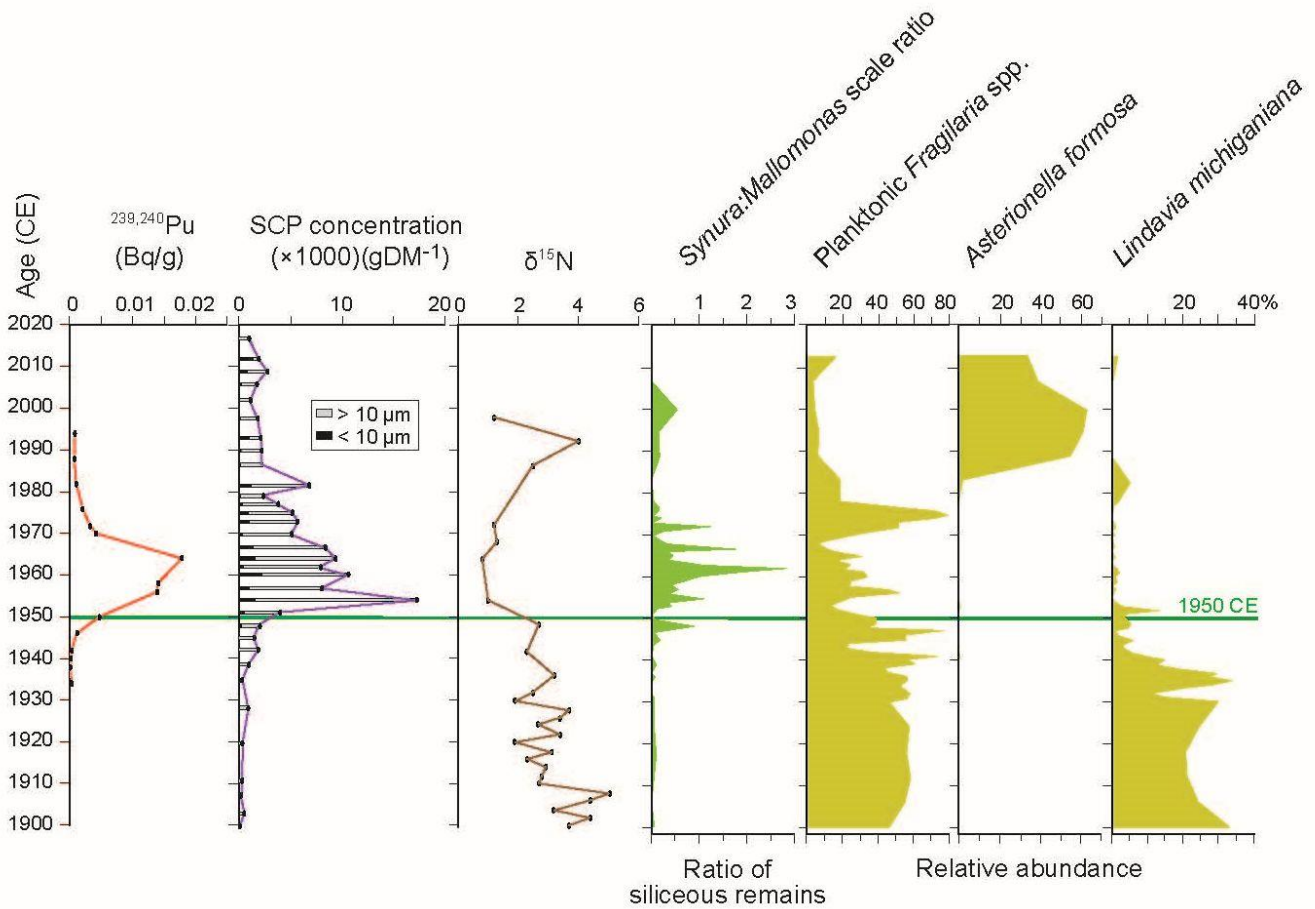 Synura:Mallomonas scale ratio
Planktonic Fragilaria spp.
Asterionella formosa
Lindavia michiganiana
Age (CE)
239,240Pu
(Bq/g)
SCP concentration
(×1000)(gDM-1)
δ15N
0 0.01 0.02
0 10 20
0 2 4 6
1 2 3
20 40 60 80
20 40 60
20 40%
2020
2010
2000
1990
1980
1970
1960
1950
1940
1930
1920
1910
1900
> 10 µm
< 10 µm
1950 CE
Ratio of
siliceous remains
Relative abundance